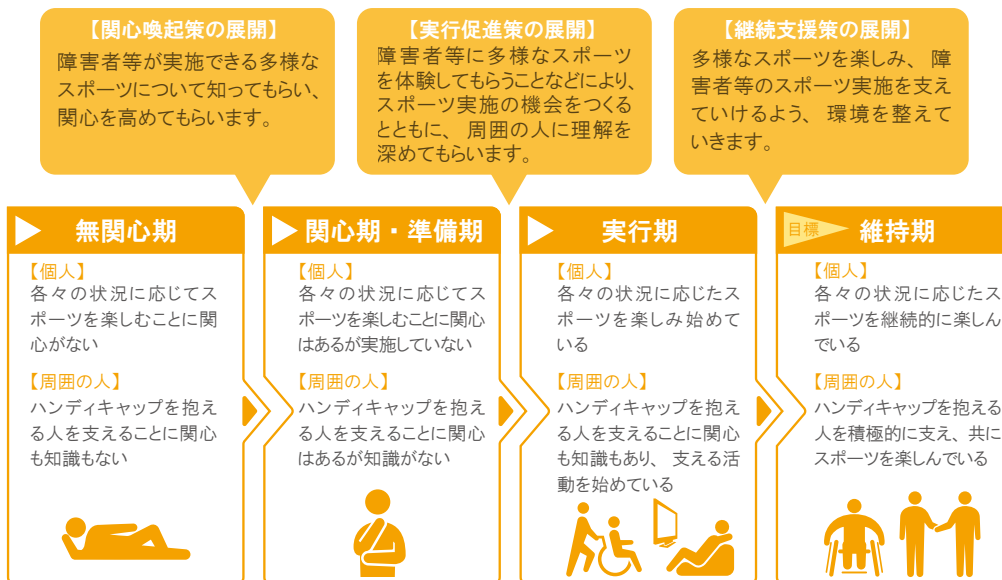 【関心喚起策の展開】
障害者等が実施できる多様な
スポーツについて知ってもらい、
関心を高めてもらいます。
【実行促進策の展開】
障害者等に多様なスポーツ
を体験してもらうことなどにより、
スポーツ実施の機会をつくる
とともに、 周囲の人に理解を
深めてもらいます。
【継続支援策の展開】
多様なスポーツを楽しみ、 障
害者等のスポーツ実施を支え
ていけるよう、 環境を整えて
いきます。
無関心期
【個人】
各々の状況に応じてス
ポーツを楽しむことに関
心がない
【周囲の人】
ハンディキャップを抱え
る人を支えることに関心
も知識もない
関心期・準備期
【個人】
各々の状況に応じてス
ポーツを楽しむことに関心
はあるが実施していない
【周囲の人】
ハンディキャップを抱え
る人を支えることに関心
はあるが知識がない
実行期
【個人】
各々の状況に応じたス
ポーツを楽しみ始めて
いる
【周囲の人】
ハンディキャップを抱え
る人を支えることに関心
も知識もあり、 支える活
動を始めている
目標 維持期
【個人】
各々の状況に応じたス
ポーツを継続的に楽しん
でいる
【周囲の人】
ハンディキャップを抱える
人を積極的に支え、共に
スポーツを楽しんでいる